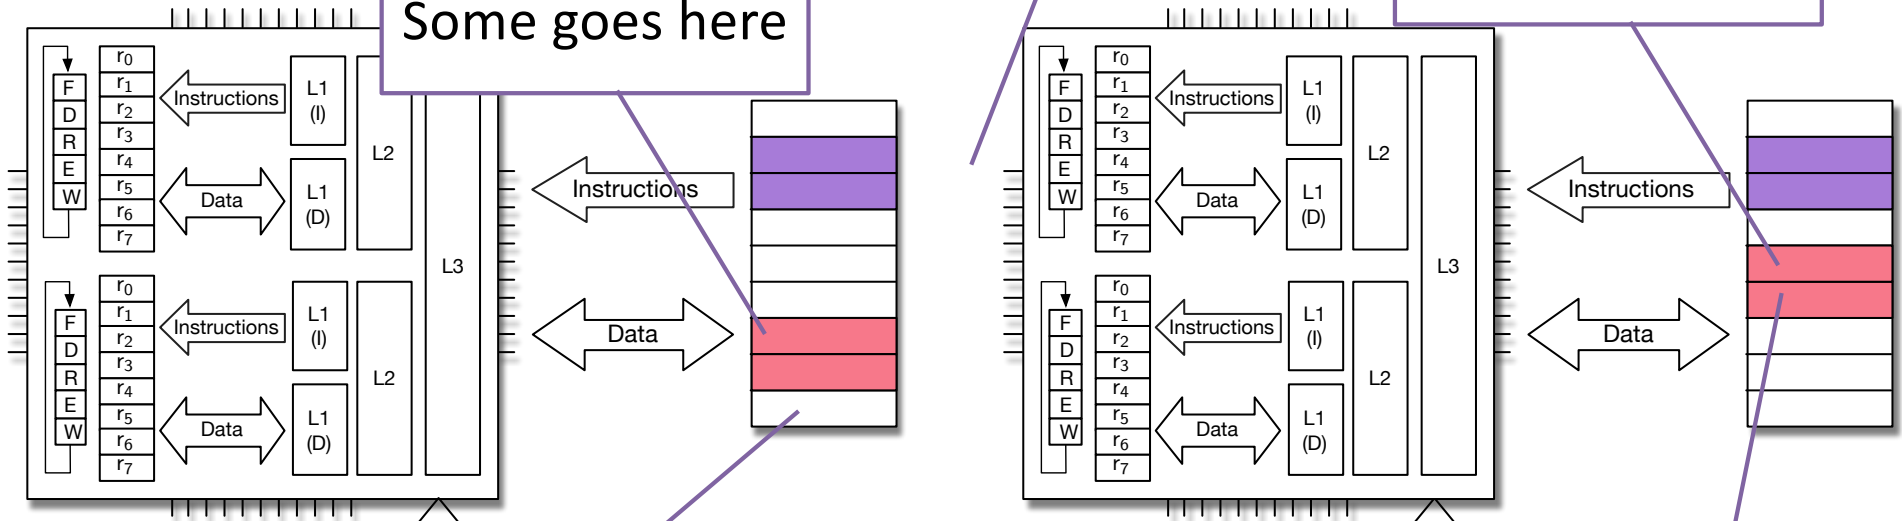 Some goes here
F
D
R
E
W
r0
r1
r2
r3
r4
r5
r6
r7
Instructions
Data
L1
(I)
L1
(D)
L2
F
D
R
E
W
r0
r1
r2
r3
r4
r5
r6
r7
Instructions
Data
L1
(I)
L1
(D)
L2
L3
Instructions
Data
F
D
R
E
W
r0
r1
r2
r3
r4
r5
r6
r7
Instructions
Data
L1
(I)
L1
(D)
L2
F
D
R
E
W
r0
r1
r2
r3
r4
r5
r6
r7
Instructions
Data
L1
(I)
L1
(D)
L2
L3
Instructions
Data